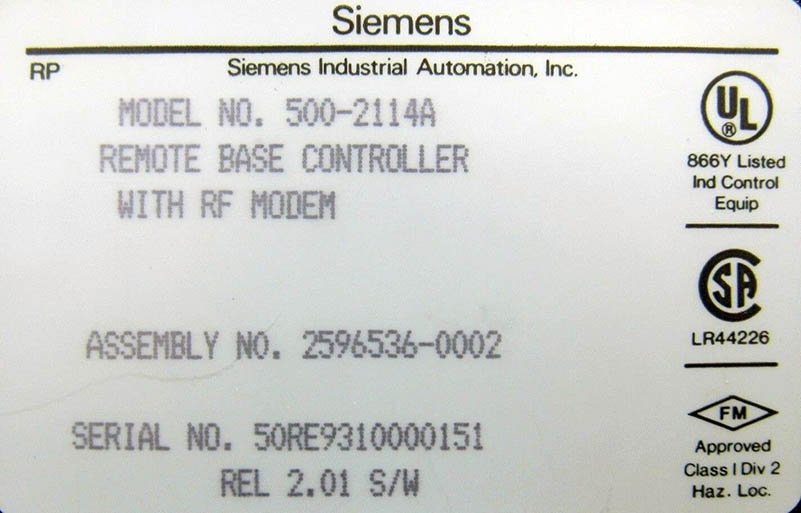 Siemens
RP
Siemens Industrial Automation, Inc.
MODEL NO. 500-2114A
REMOTE BASE CONTROLLER
WITH RF MODEM
ASSEMBLY NO. 2596536-0002
SERIAL NO. 50RE9310000151
REL 2.01 S/W
UL
®
866Y Listed
Ind Control
Equip
CSA
LR44226
FM
Approved
Class I Div 2
Haz. Loc.